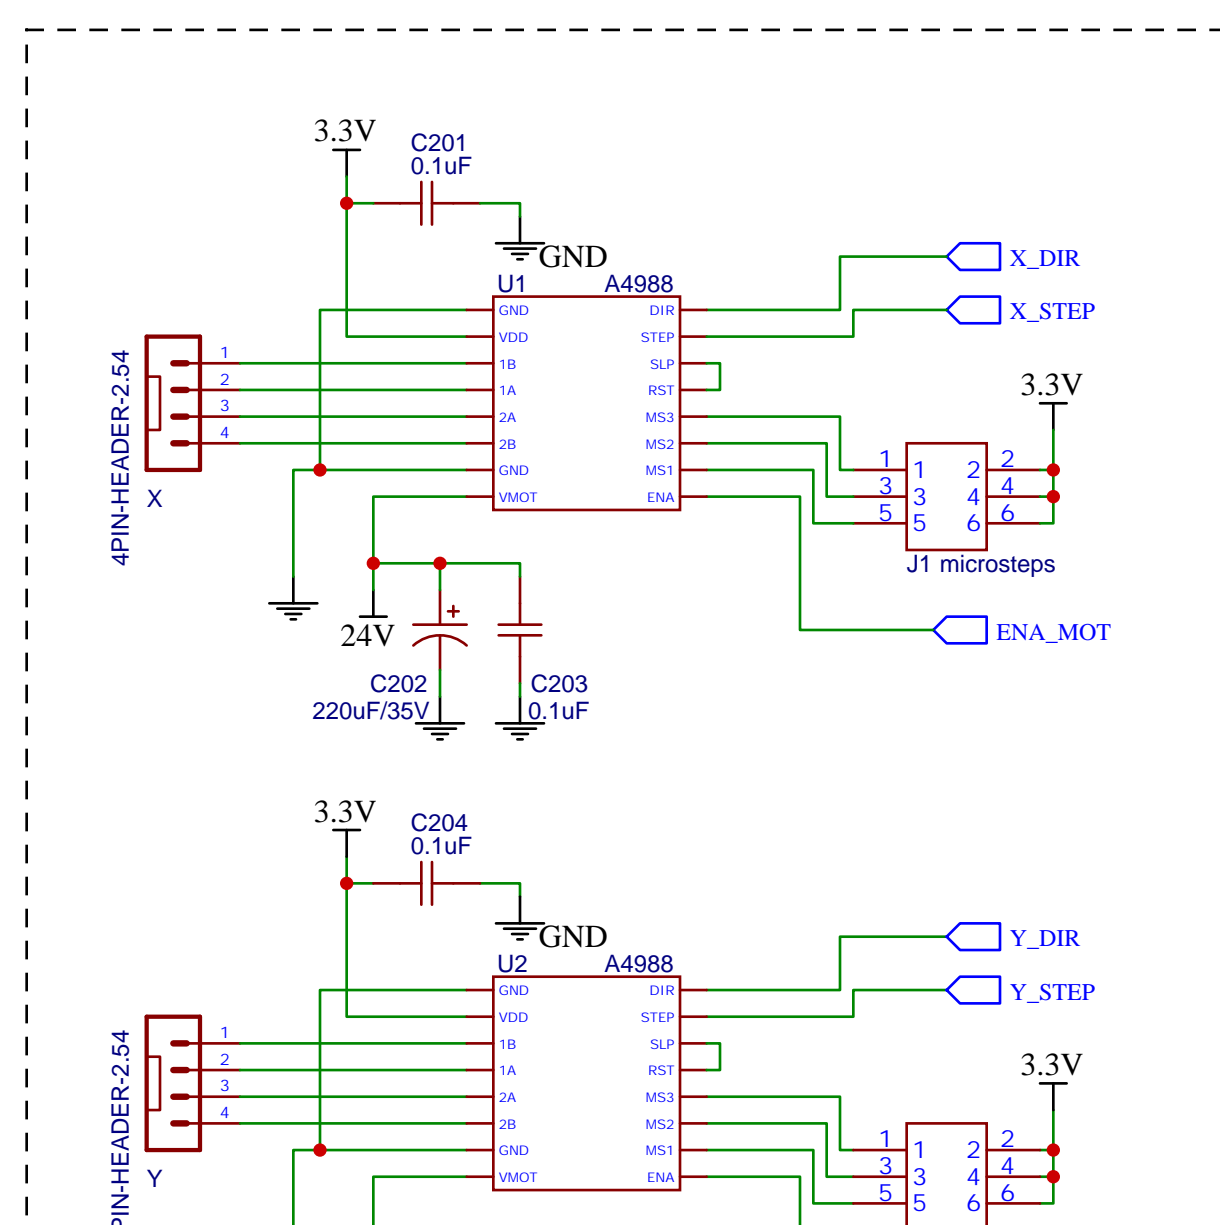 3.3V
C201
0.1uF
GND
U1 A4988
X_DIR
X_STEP
GND DIR
VDD STEP
1 1B SLP
2 1A RST
3 2A MS3
4 2B MS2
GND MS1
VMOT ENA
4PIN-HEADER-2.54
X
3.3V
1 1 2 2
3 3 4 4
5 5 6 6
J1 microsteps
ENA_MOT
24V
+
C202
220uF/35V
C203
0.1uF
3.3V
C204
0.1uF
GND
U2 A4988
Y_DIR
Y_STEP
GND DIR
VDD STEP
1 1B SLP
2 1A RST
3 2A MS3
4 2B MS2
GND MS1
VMOT ENA
PIN-HEADER-2.54
Y
3.3V
1 1 2 2
3 3 4 4
5 5 6 6